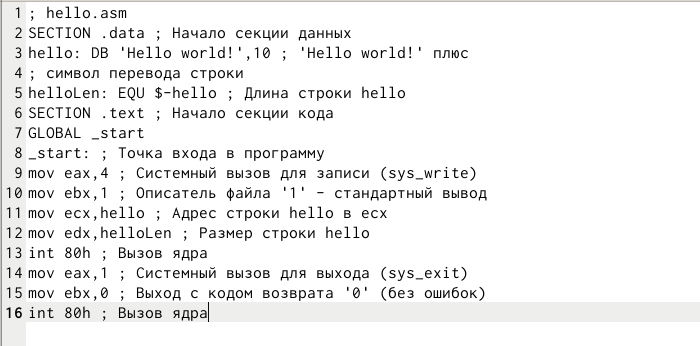 1 ; hello.asm
2 SECTION .data ; Начало секции данных
3 hello: DB 'Hello world!',10 ; 'Hello world!' плюс
4 ; символ перевода строки
5 helloLen: EQU $-hello ; Длина строки hello
6 SECTION .text ; Начало секции кода
7 GLOBAL _start
8 _start: ; Точка входа в программу
9 mov eax,4 ; Системный вызов для записи (sys_write)
10 mov ebx,1 ; Описатель файла '1' - стандартный вывод
11 mov ecx,hello ; Адрес строки hello в ecx
12 mov edx,helloLen ; Размер строки hello
13 int 80h ; Вызов ядра
14 mov eax,1 ; Системный вызов для выхода (sys_exit)
15 mov ebx,0 ; Выход с кодом возврата '0' (без ошибок)
16 int 80h ; Вызов ядра